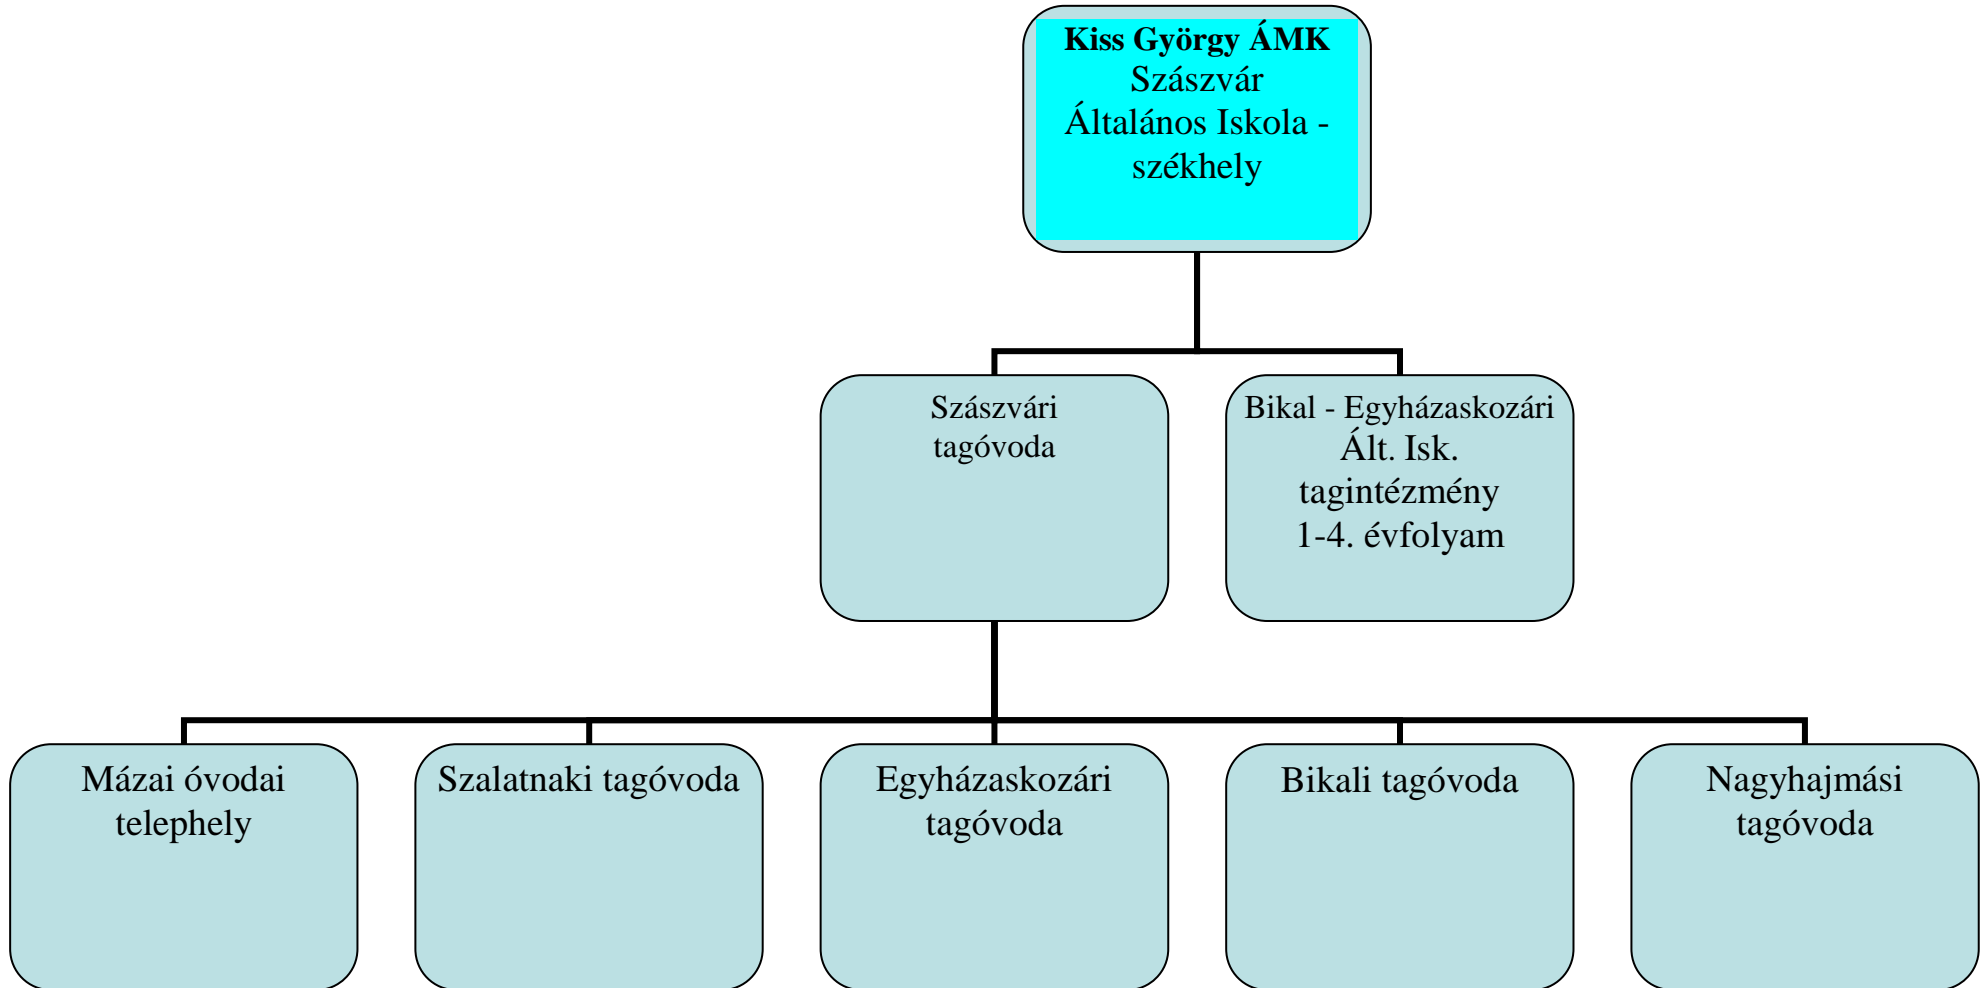 Kiss György ÁMK
Szászvár
Általános Iskola -
székhely
Szászvári
tagóvoda
Bikal - Egyházaskozári
Ált. Isk.
tagintézmény
1-4. évfolyam
Mázai óvodai
telephely
Szalatnaki tagóvoda
Egyházaskozári
tagóvoda
Bikali tagóvoda
Nagyhajmási
tagóvoda